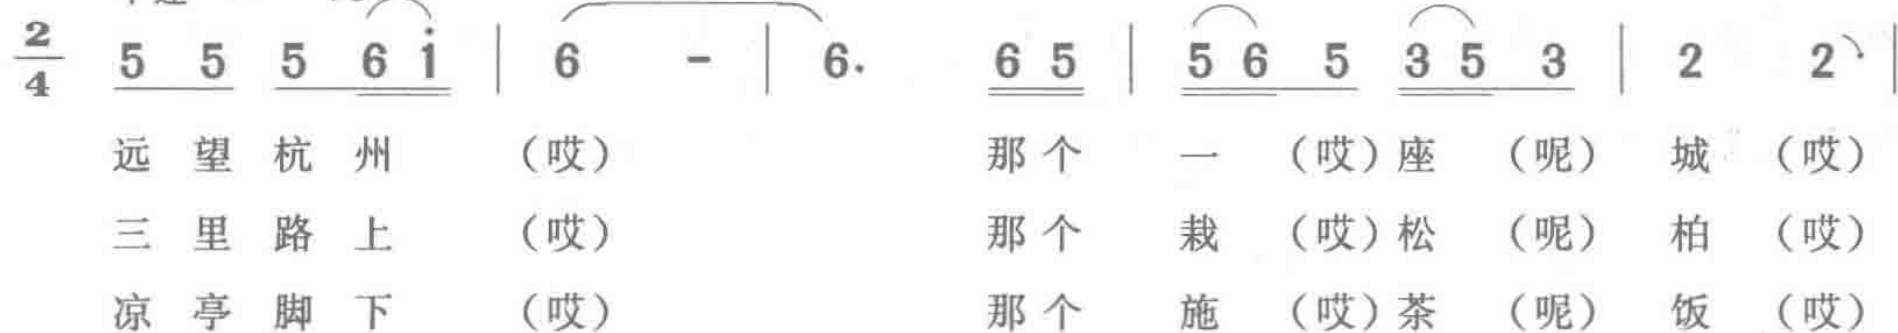 2/4 5 5 5 6 i̇ | 6 - | 6. 6 5 | 5 6 5 3 5 3 | 2 2 |
远 望 杭 州 （哎） 那 个 一 （哎）座 （呢） 城 （哎）
三 里 路 上 （哎） 那 个 栽 （哎）松 （呢） 柏 （哎）
凉 亭 脚 下 （哎） 那 个 施 （哎）茶 （呢） 饭 （哎）